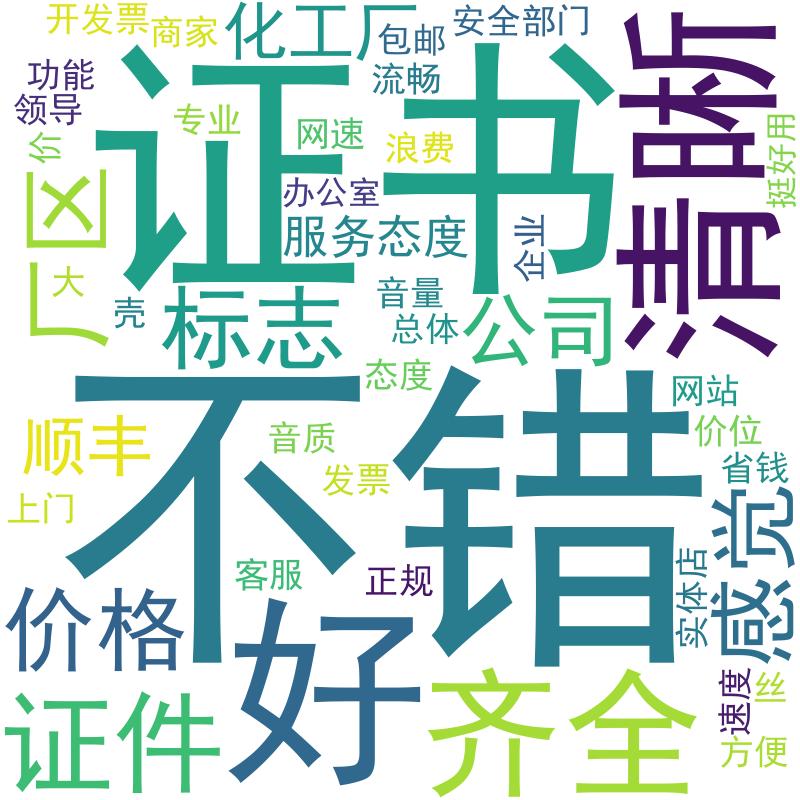 开发票
商家
化工厂
包邮
安全部门
清晰
功能
领导
证书
流畅
专业
网速
浪费
价
挺好用
厂区
办公室
服务态度
企业
大
壳
标志
音量
总体
公司
不错
态度
网站
顺丰
音质
价位
发票
省钱
上门
感觉
客服
正规
实体店
价格
好
证件
齐全
速度
丝
方便